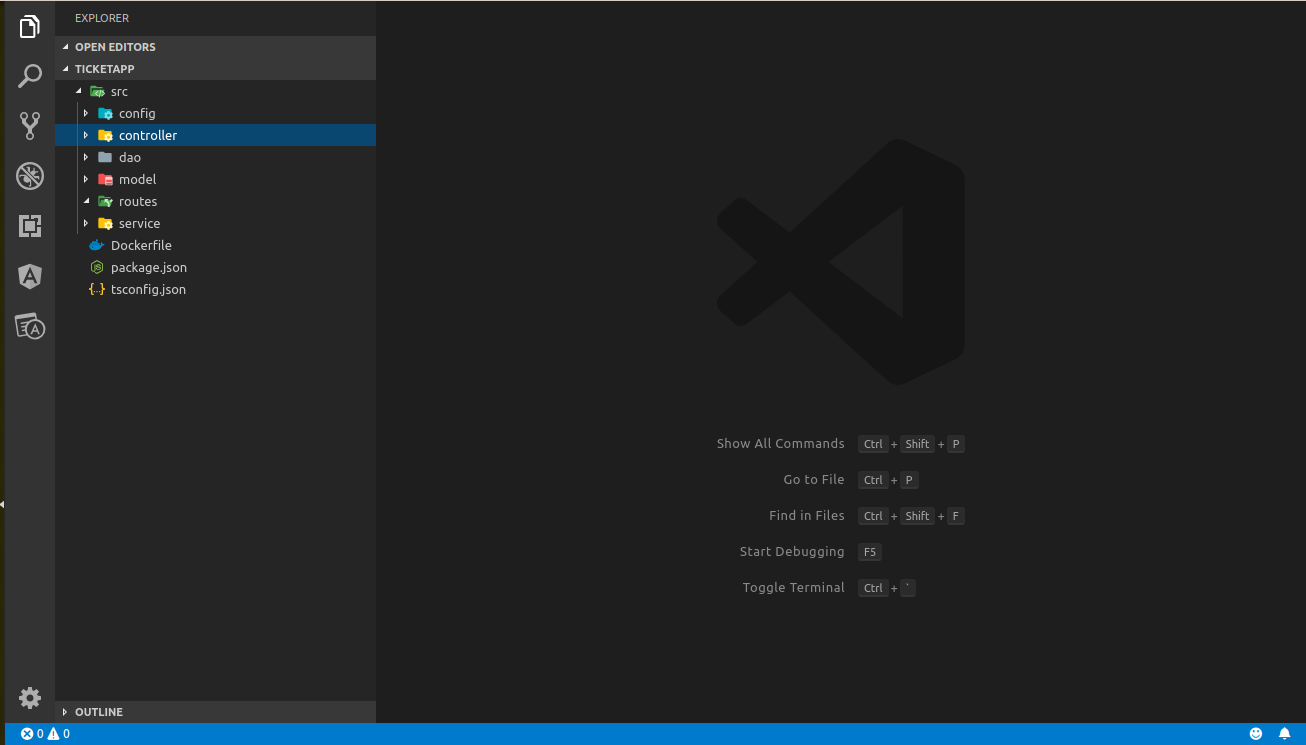 EXPLORER
OPEN EDITORS
TICKETAPP
src
config
controller
dao
model
routes
service
Dockerfile
package.json
{..} tsconfig.json
Show All Commands Ctrl + Shift + P
Go to File Ctrl + P
Find in Files Ctrl + Shift + F
Start Debugging F5
Toggle Terminal Ctrl + `
OUTLINE
0 0